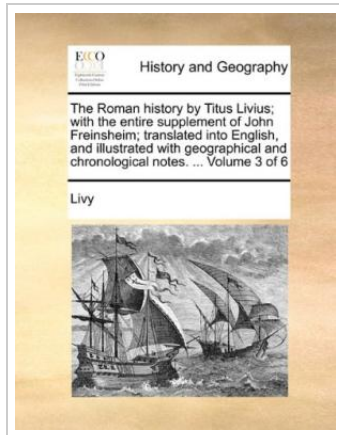 ECCO
History and Geography
The Roman history by Titus Livius;
with the entire supplement of John
Freinsheim; translated into English,
and illustrated with geographical and
chronological notes. ... Volume 3 of 6
Livy